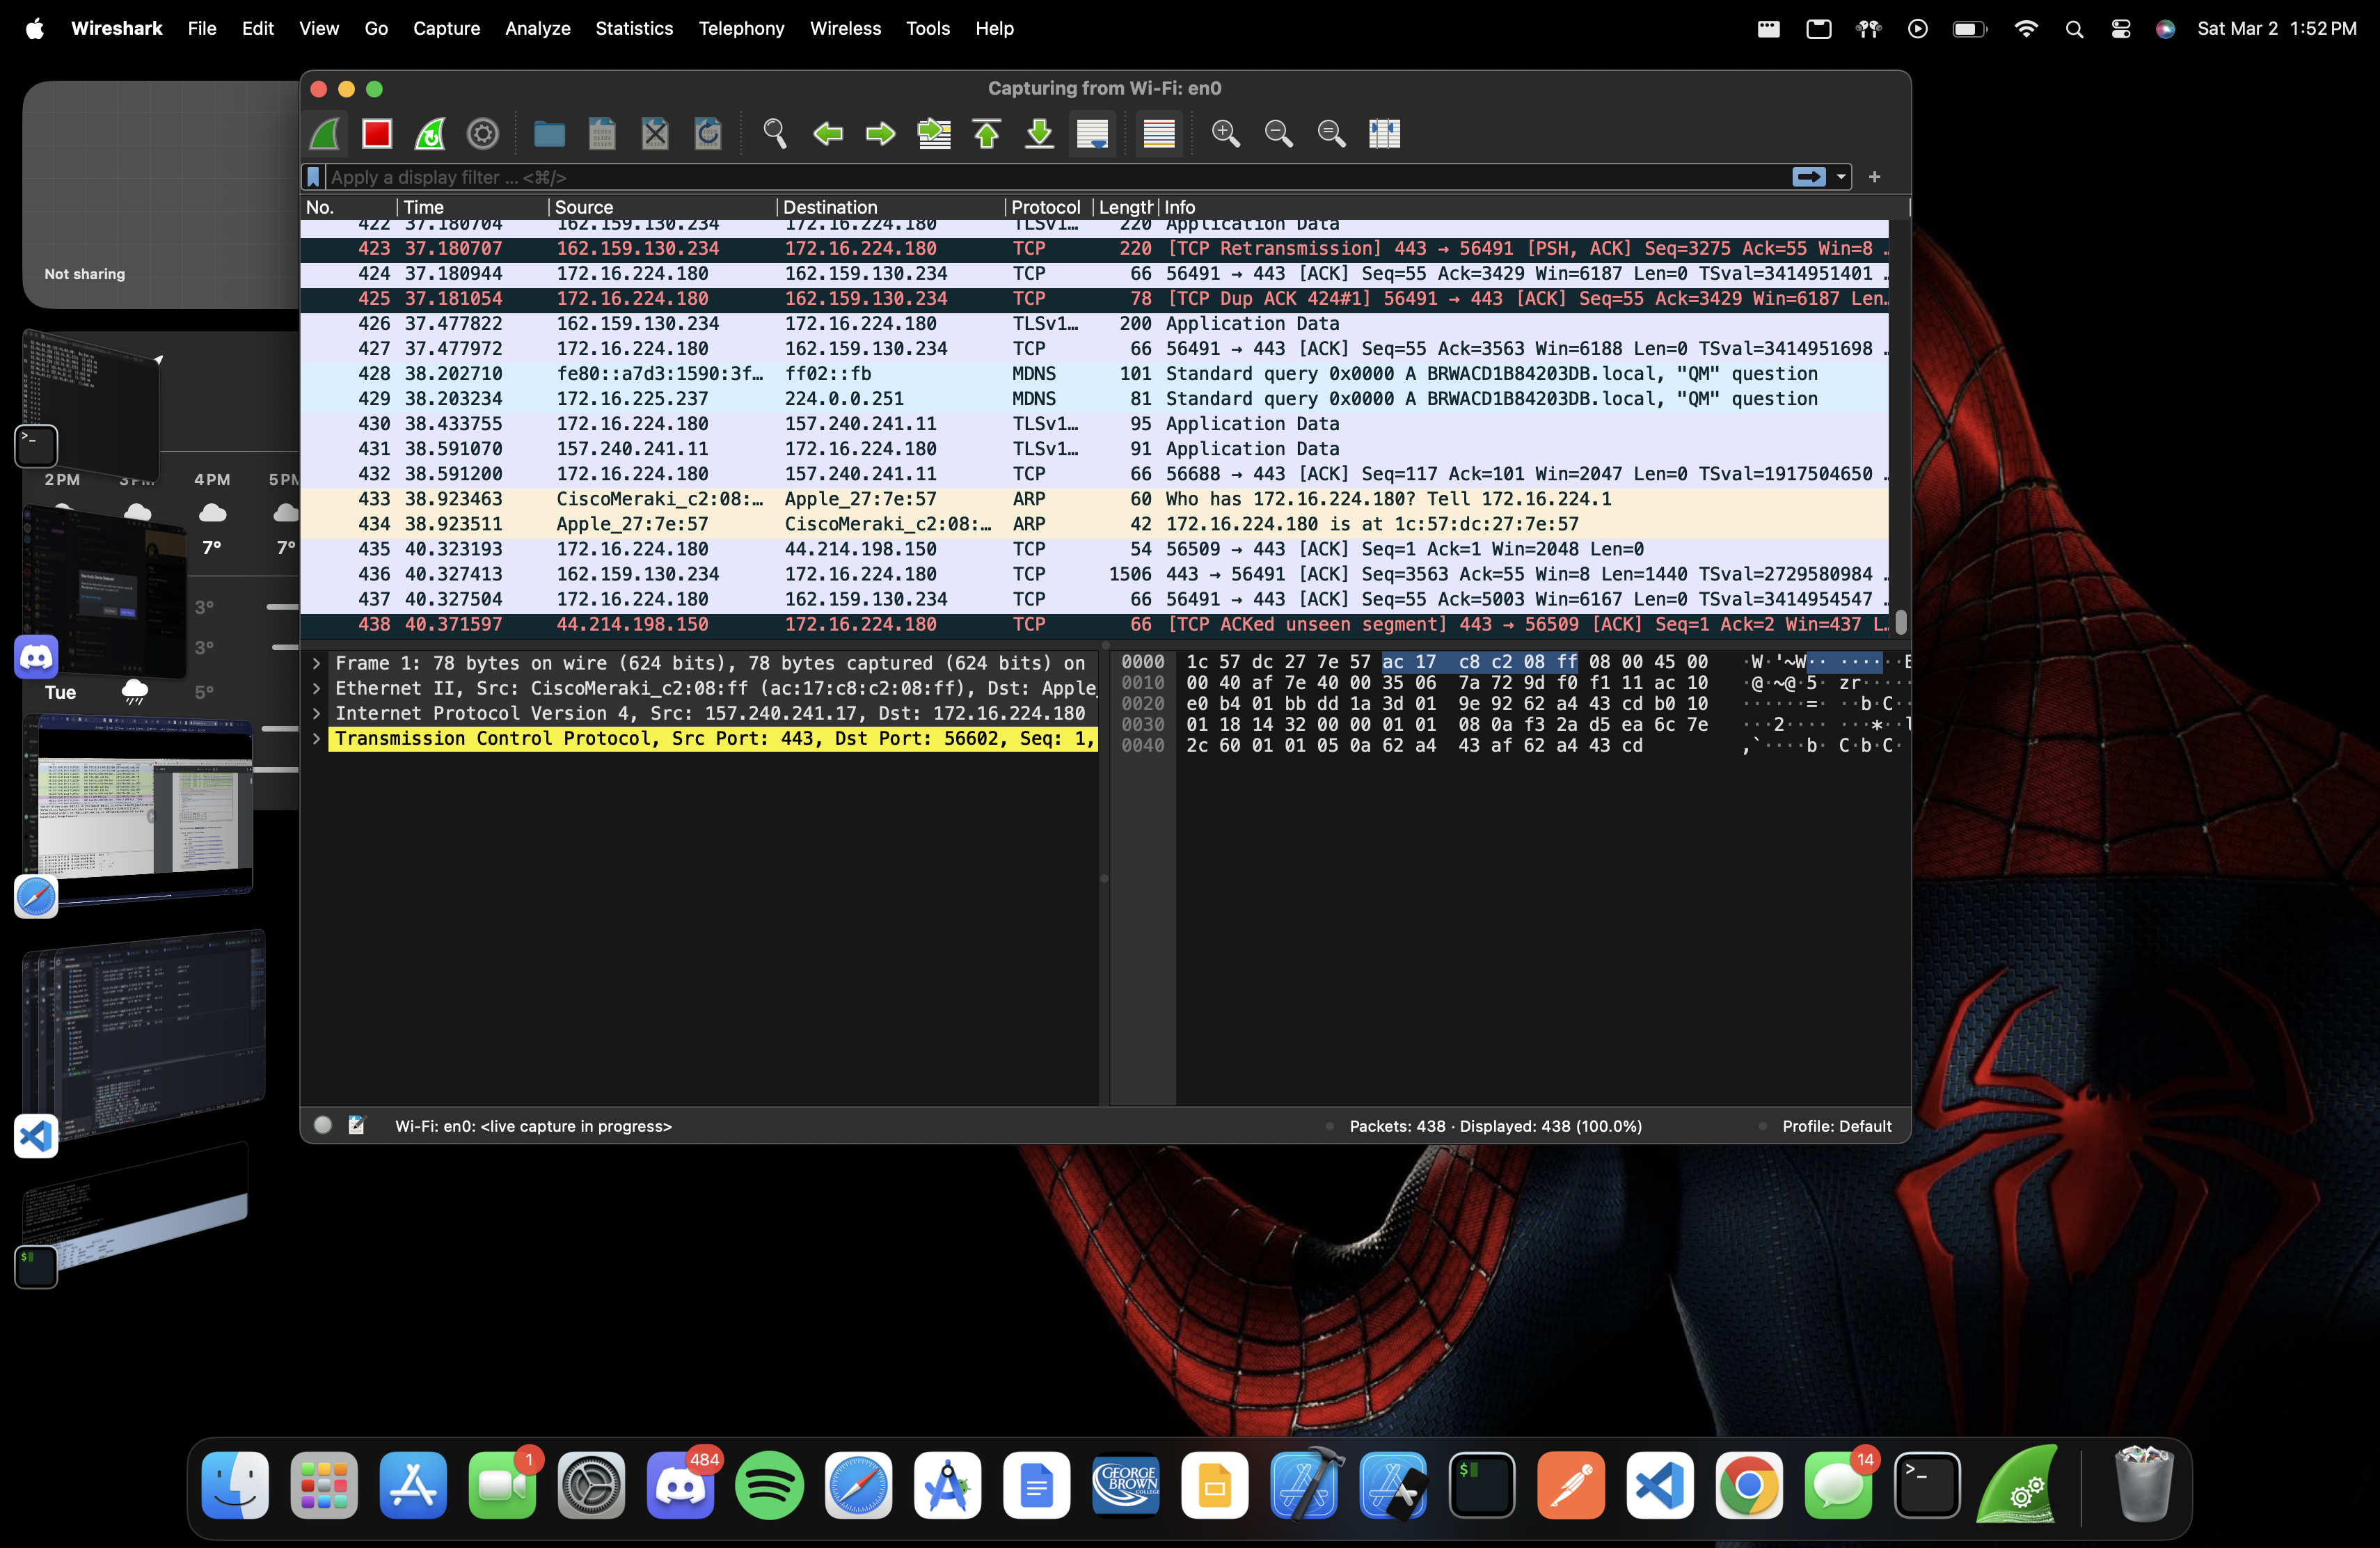 Wireshark File Edit View Go Capture Analyze Statistics Telephony Wireless Tools Help Sat Mar 2 1:52 PM
Capturing from Wi-Fi: en0
Apply a display filter ... <⌘/>
No. Time Source Destination Protocol Length Info
422 37.180704 162.159.130.234 172.16.224.180 TLSv1… 220 Application Data
423 37.180707 162.159.130.234 172.16.224.180 TCP 220 [TCP Retransmission] 443 → 56491 [PSH, ACK] Seq=3275 Ack=55 Win=8 …
424 37.180944 172.16.224.180 162.159.130.234 TCP 66 56491 → 443 [ACK] Seq=55 Ack=3429 Win=6187 Len=0 TSval=3414951401 …
425 37.181054 172.16.224.180 162.159.130.234 TCP 78 [TCP Dup ACK 424#1] 56491 → 443 [ACK] Seq=55 Ack=3429 Win=6187 Len…
426 37.477822 162.159.130.234 172.16.224.180 TLSv1… 200 Application Data
427 37.477972 172.16.224.180 162.159.130.234 TCP 66 56491 → 443 [ACK] Seq=55 Ack=3563 Win=6188 Len=0 TSval=3414951698 …
428 38.202710 fe80::a7d3:1590:3f… ff02::fb MDNS 101 Standard query 0x0000 A BRWACD1B84203DB.local, "QM" question
429 38.203234 172.16.225.237 224.0.0.251 MDNS 81 Standard query 0x0000 A BRWACD1B84203DB.local, "QM" question
430 38.433755 172.16.224.180 157.240.241.11 TLSv1… 95 Application Data
431 38.591070 157.240.241.11 172.16.224.180 TLSv1… 91 Application Data
432 38.591200 172.16.224.180 157.240.241.11 TCP 66 56688 → 443 [ACK] Seq=117 Ack=101 Win=2047 Len=0 TSval=1917504650 …
433 38.923463 CiscoMeraki_c2:08:… Apple_27:7e:57 ARP 60 Who has 172.16.224.180? Tell 172.16.224.1
434 38.923511 Apple_27:7e:57 CiscoMeraki_c2:08:… ARP 42 172.16.224.180 is at 1c:57:dc:27:7e:57
435 40.323193 172.16.224.180 44.214.198.150 TCP 54 56509 → 443 [ACK] Seq=1 Ack=1 Win=2048 Len=0
436 40.327413 162.159.130.234 172.16.224.180 TCP 1506 443 → 56491 [ACK] Seq=3563 Ack=55 Win=8 Len=1440 TSval=2729580984 …
437 40.327504 172.16.224.180 162.159.130.234 TCP 66 56491 → 443 [ACK] Seq=55 Ack=5003 Win=6167 Len=0 TSval=3414954547 …
438 40.371597 44.214.198.150 172.16.224.180 TCP 66 [TCP ACKed unseen segment] 443 → 56509 [ACK] Seq=1 Ack=2 Win=437 L…
Frame 1: 78 bytes on wire (624 bits), 78 bytes captured (624 bits) on
Ethernet II, Src: CiscoMeraki_c2:08:ff (ac:17:c8:c2:08:ff), Dst: Apple_
Internet Protocol Version 4, Src: 157.240.241.17, Dst: 172.16.224.180
Transmission Control Protocol, Src Port: 443, Dst Port: 56602, Seq: 1,
0000 1c 57 dc 27 7e 57 ac 17 c8 c2 08 ff 08 00 45 00 ·W·'~W·· ······E
0010 00 40 af 7e 40 00 35 06 7a 72 9d f0 f1 11 ac 10 ·@·~@·5· zr·····
0020 e0 b4 01 bb dd 1a 3d 01 9e 92 62 a4 43 cd b0 10 ······=· ··b·C··
0030 01 18 14 32 00 00 01 01 08 0a f3 2a d5 ea 6c 7e ···2···· ···*··l
0040 2c 60 01 01 05 0a 62 a4 43 af 62 a4 43 cd ,`····b· C·b·C·
Wi-Fi: en0: <live capture in progress> Packets: 438 · Displayed: 438 (100.0%) Profile: Default
Not sharing
2 PM 3 PM 4 PM 5 PM
7° 7°
3°
3°
Tue 5°
1
484
GEORGE BROWN COLLEGE
14